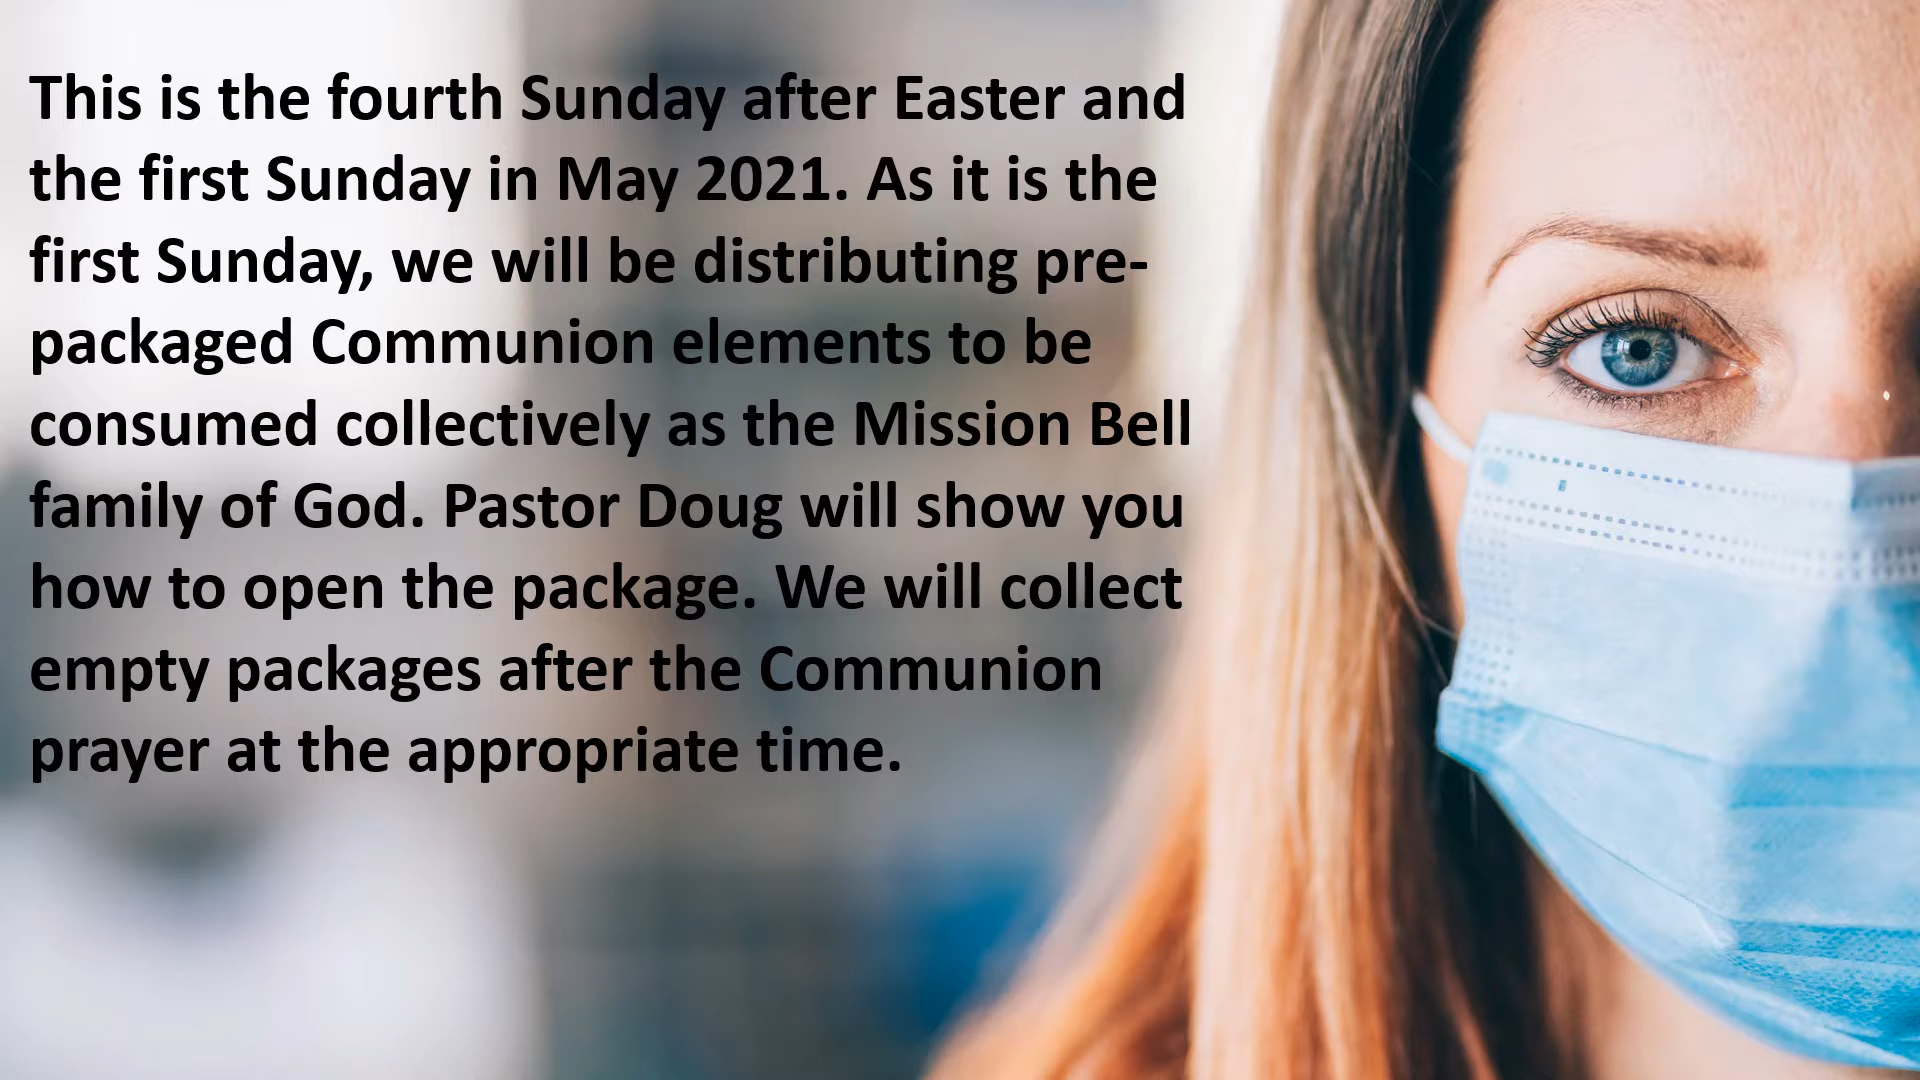 This is the fourth Sunday after Easter and
the first Sunday in May 2021. As it is the
first Sunday, we will be distributing pre-
packaged Communion elements to be
consumed collectively as the Mission Bell
family of God. Pastor Doug will show you
how to open the package. We will collect
empty packages after the Communion
prayer at the appropriate time.